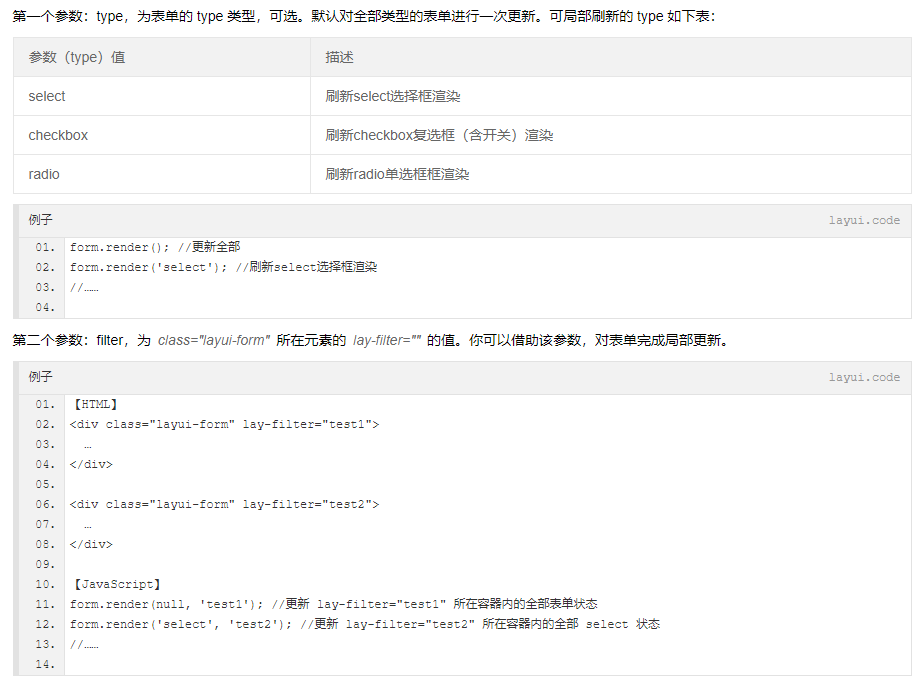 第一个参数：type，为表单的 type 类型，可选。默认对全部类型的表单进行一次更新。可局部刷新的 type 如下表：
参数（type）值 描述
select 刷新select选择框渲染
checkbox 刷新checkbox复选框（含开关）渲染
radio 刷新radio单选框框渲染
例子 layui.code
01. form.render(); //更新全部
02. form.render('select'); //刷新select选择框渲染
03. //……
04.
第二个参数：filter，为 class="layui-form" 所在元素的 lay-filter="" 的值。你可以借助该参数，对表单完成局部更新。
例子 layui.code
01. 【HTML】
02. <div class="layui-form" lay-filter="test1">
03. …
04. </div>
05.
06. <div class="layui-form" lay-filter="test2">
07. …
08. </div>
09.
10. 【JavaScript】
11. form.render(null, 'test1'); //更新 lay-filter="test1" 所在容器内的全部表单状态
12. form.render('select', 'test2'); //更新 lay-filter="test2" 所在容器内的全部 select 状态
13. //……
14.